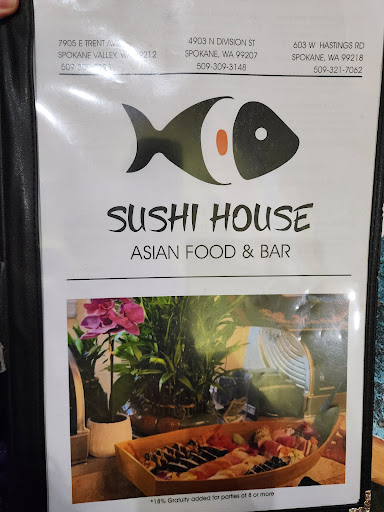 7905 E TRENT
SPOKANE VALLEY, WA 99212
4903 N DIVISION ST
SPOKANE, WA 99207
509-309-3148
603 W HASTINGS RD
SPOKANE, WA 99218
509-321-7062
SUSHI HOUSE
ASIAN FOOD & BAR
*18% Gratuity added for parties of 8 or more